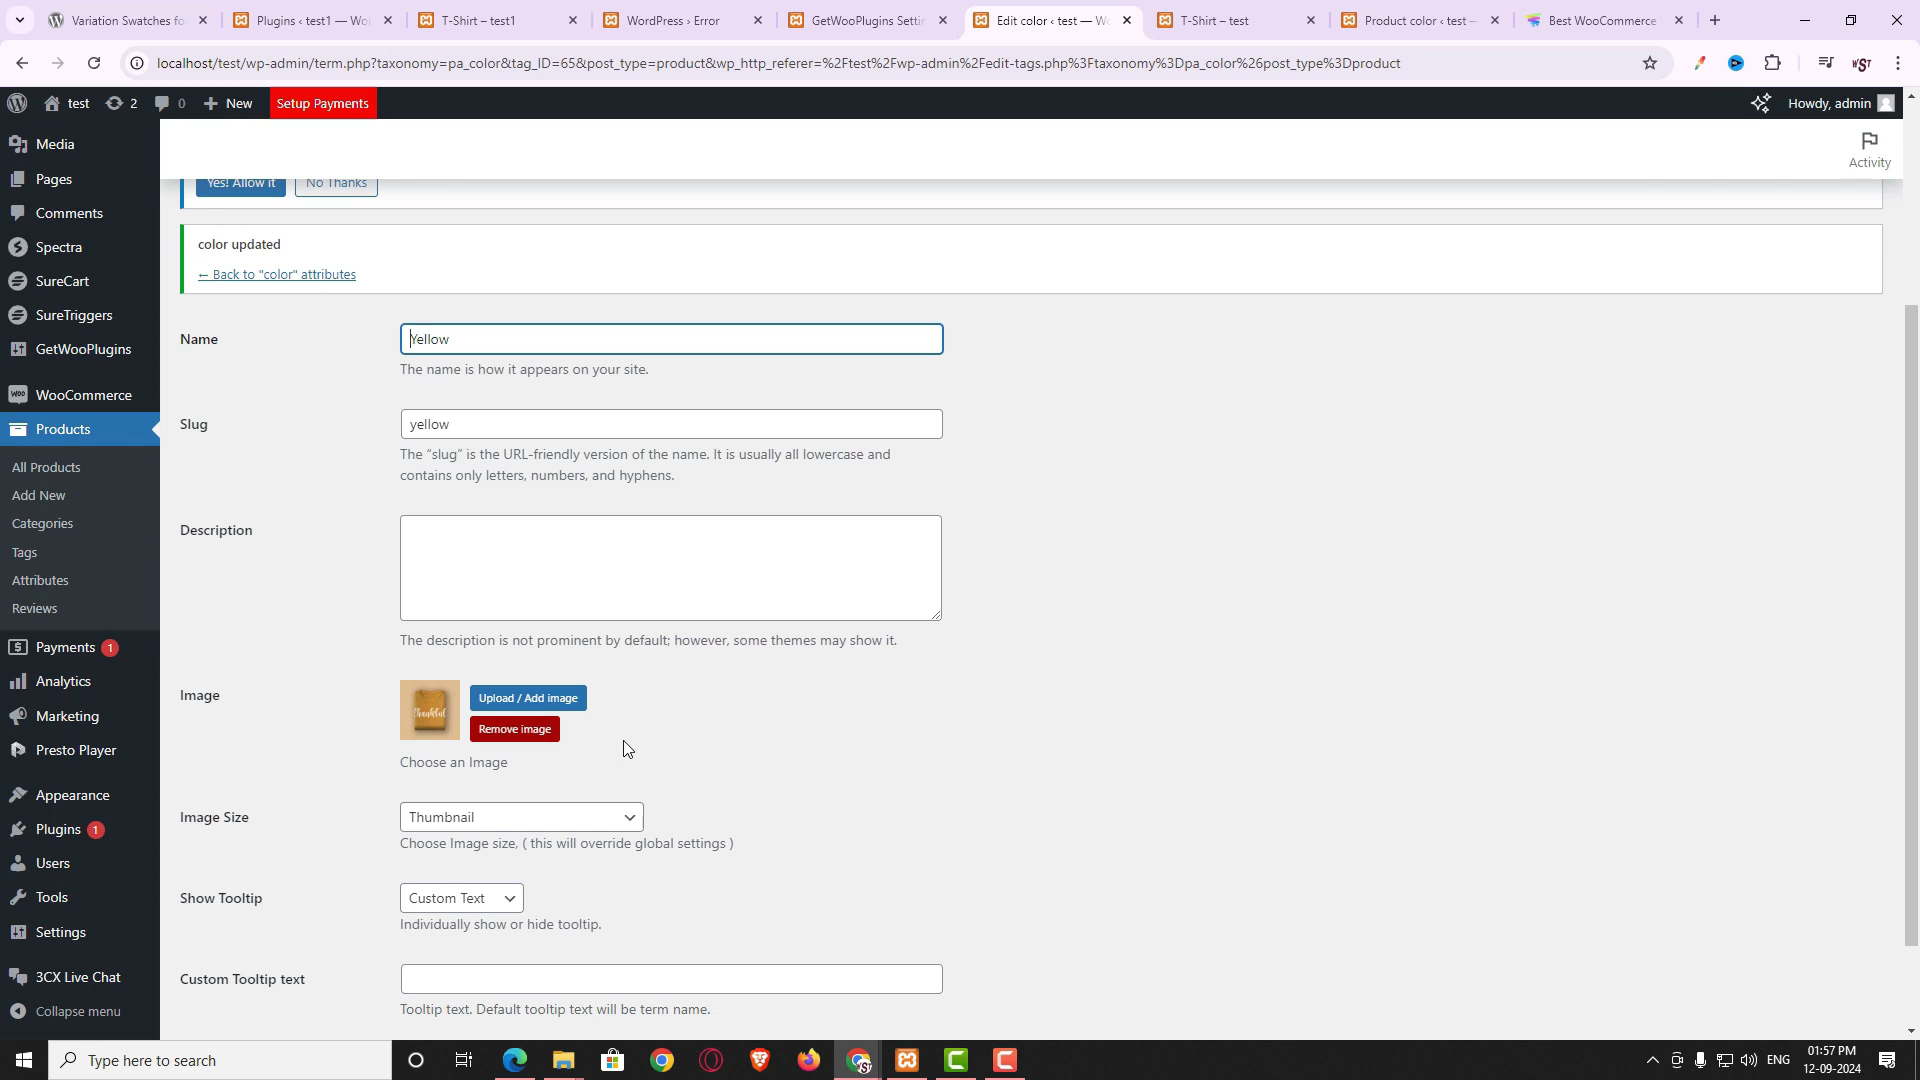 Variation Swatches fo
Plugins ‹ test1 — Wo
T-Shirt – test1
WordPress › Error
GetWooPlugins Settin
Edit color ‹ test — Wo
T-Shirt – test
Product color ‹ test —
Best WooCommerce
localhost/test/wp-admin/term.php?taxonomy=pa_color&tag_ID=65&post_type=product&wp_http_referer=%2Ftest%2Fwp-admin%2Fedit-tags.php%3Ftaxonomy%3Dpa_color%26post_type%3Dproduct
test
2
0
New
Setup Payments
Howdy, admin
Activity
Media
Pages
Comments
Spectra
SureCart
SureTriggers
GetWooPlugins
WooCommerce
Products
All Products
Add New
Categories
Tags
Attributes
Reviews
Payments 1
Analytics
Marketing
Presto Player
Appearance
Plugins 1
Users
Tools
Settings
3CX Live Chat
Collapse menu
Yes! Allow it
No Thanks
color updated
← Back to "color" attributes
Name
Yellow
The name is how it appears on your site.
Slug
yellow
The “slug” is the URL-friendly version of the name. It is usually all lowercase and
contains only letters, numbers, and hyphens.
Description
The description is not prominent by default; however, some themes may show it.
Image
thankful
Upload / Add image
Remove image
Choose an Image
Image Size
Thumbnail
Choose Image size, ( this will override global settings )
Show Tooltip
Custom Text
Individually show or hide tooltip.
Custom Tooltip text
Tooltip text. Default tooltip text will be term name.
Type here to search
ENG
01:57 PM
12-09-2024